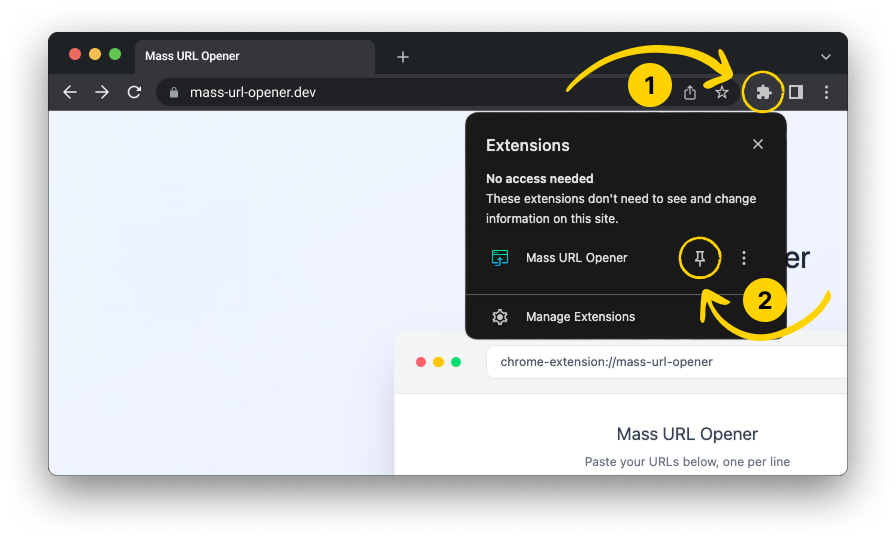 Mass URL Opener
mass-url-opener.dev
1
Extensions
No access needed
These extensions don't need to see and change
information on this site.
Mass URL Opener
er
2
Manage Extensions
chrome-extension://mass-url-opener
Mass URL Opener
Paste your URLs below, one per line